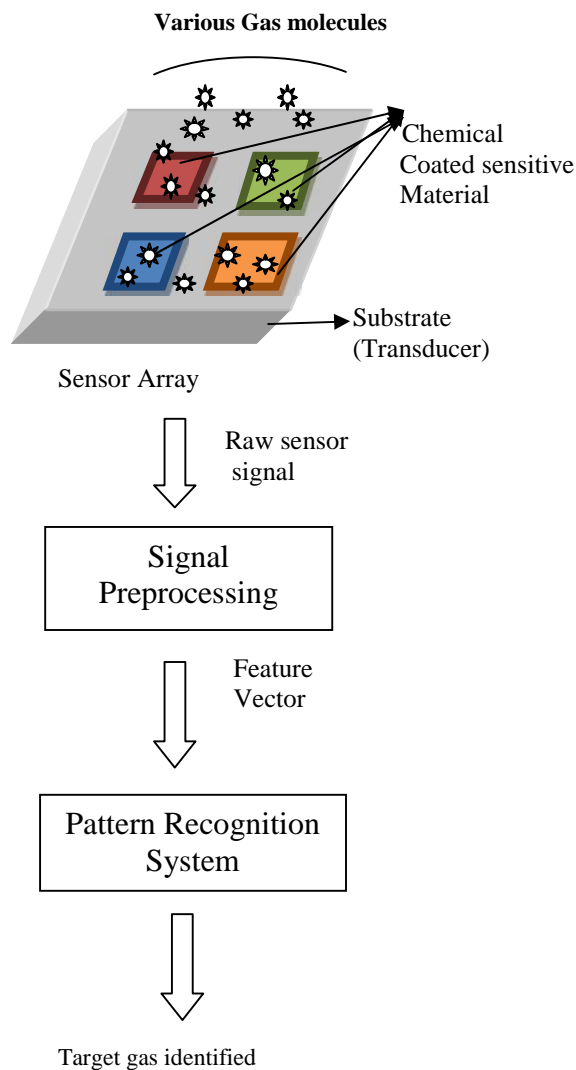 Various Gas molecules
Chemical
Coated sensitive
Material
Substrate
(Transducer)
Sensor Array
Raw sensor
signal
Signal
Preprocessing
Feature
Vector
Pattern Recognition
System
Target gas identified